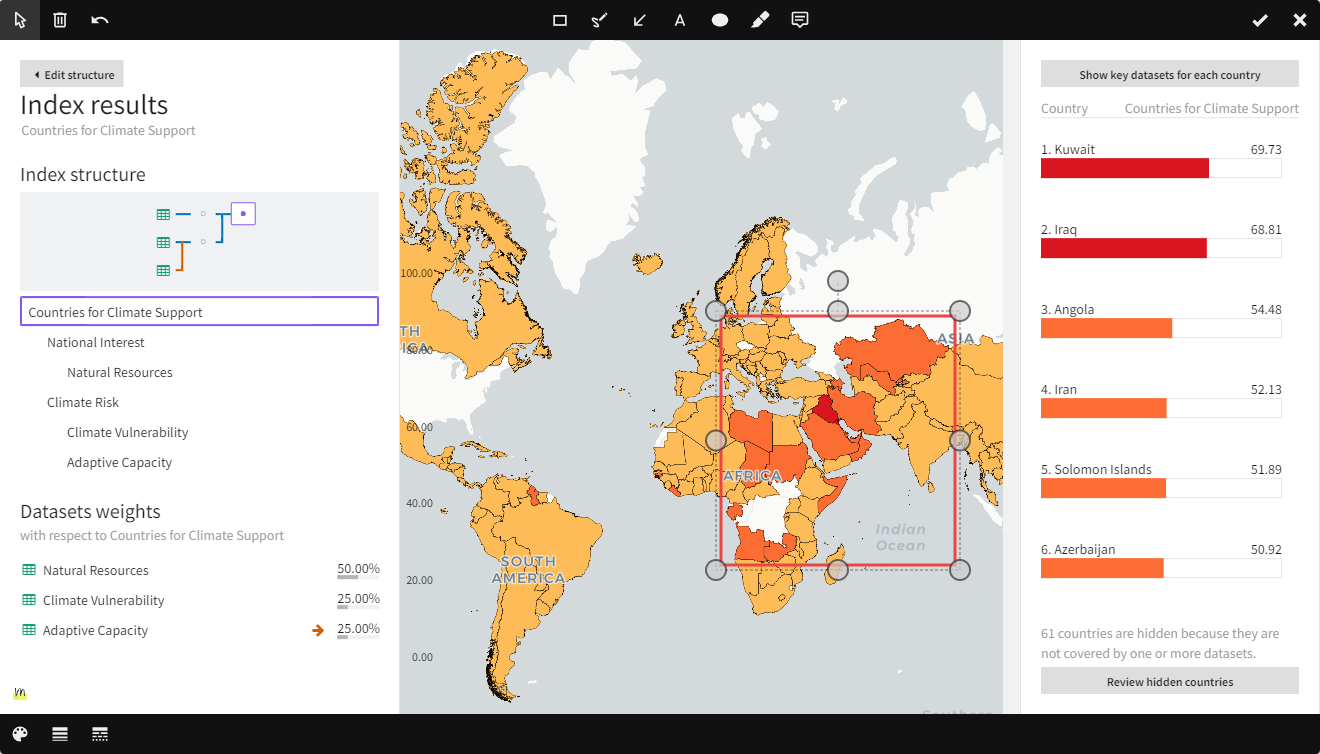 Edit structure
Index results
Countries for Climate Support
Index structure
Countries for Climate Support
National Interest
Natural Resources
Climate Risk
Climate Vulnerability
Adaptive Capacity
Datasets weights
with respect to Countries for Climate Support
Natural Resources 50.00%
Climate Vulnerability 25.00%
Adaptive Capacity 25.00%
m
100.00
TH
ICA
80.00
60.00
40.00
20.00
0.00
ASIA
AFRICA
Indian
Ocean
SOUTH
AMERICA
Southern
Show key datasets for each country
Country Countries for Climate Support
1. Kuwait 69.73
2. Iraq 68.81
3. Angola 54.48
4. Iran 52.13
5. Solomon Islands 51.89
6. Azerbaijan 50.92
61 countries are hidden because they are
not covered by one or more datasets.
Review hidden countries